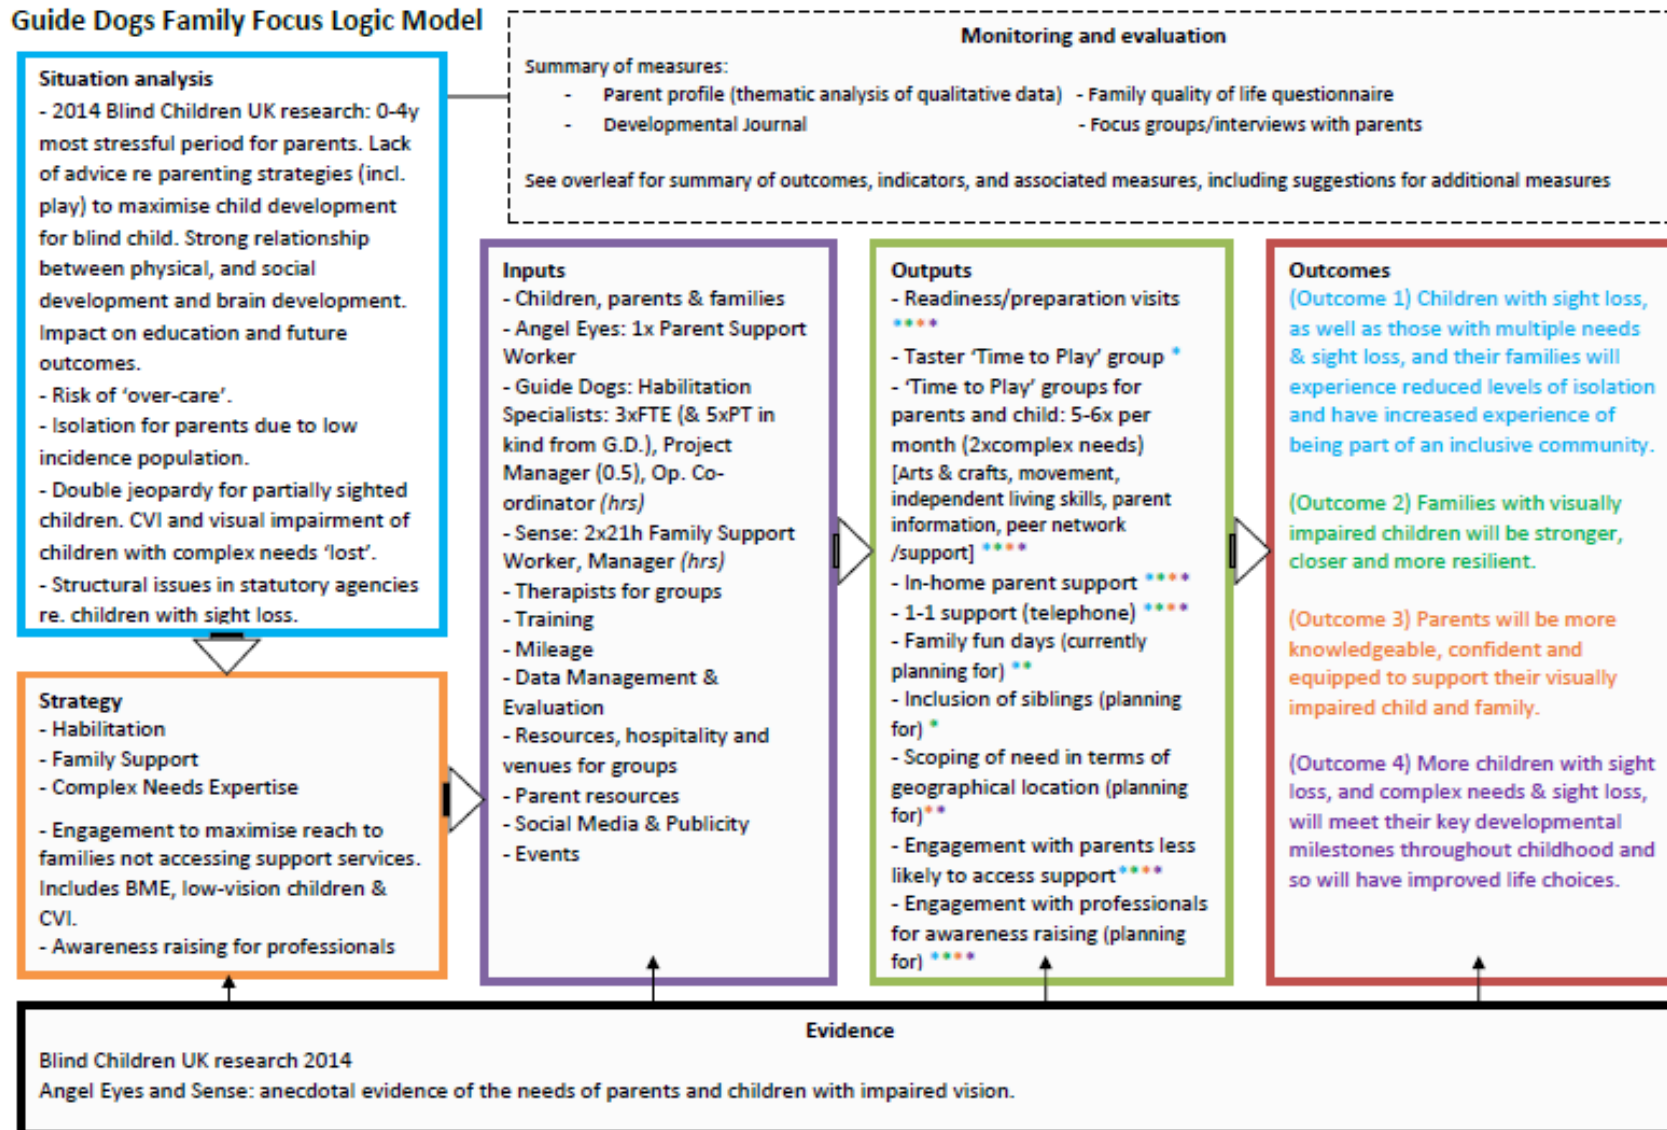 Guide Dogs Family Focus Logic Model
Monitoring and evaluation
Summary of measures:
- Parent profile (thematic analysis of qualitative data) - Family quality of life questionnaire
- Developmental Journal - Focus groups/interviews with parents
See overleaf for summary of outcomes, indicators, and associated measures, including suggestions for additional measures
Situation analysis
- 2014 Blind Children UK research: 0-4y
most stressful period for parents. Lack
of advice re parenting strategies (incl.
play) to maximise child development
for blind child. Strong relationship
between physical, and social
development and brain development.
Impact on education and future
outcomes.
- Risk of 'over-care'.
- Isolation for parents due to low
incidence population.
- Double jeopardy for partially sighted
children. CVI and visual impairment of
children with complex needs 'lost'.
- Structural issues in statutory agencies
re. children with sight loss.
Strategy
- Habilitation
- Family Support
- Complex Needs Expertise
- Engagement to maximise reach to
families not accessing support services.
Includes BME, low-vision children &
CVI.
- Awareness raising for professionals
Inputs
- Children, parents & families
- Angel Eyes: 1x Parent Support
Worker
- Guide Dogs: Habilitation
Specialists: 3xFTE (& 5xPT in
kind from G.D.), Project
Manager (0.5), Op. Co-
ordinator (hrs)
- Sense: 2x21h Family Support
Worker, Manager (hrs)
- Therapists for groups
- Training
- Mileage
- Data Management &
Evaluation
- Resources, hospitality and
venues for groups
- Parent resources
- Social Media & Publicity
- Events
Outputs
- Readiness/preparation visits
****
- Taster 'Time to Play' group *
- 'Time to Play' groups for
parents and child: 5-6x per
month (2xcomplex needs)
[Arts & crafts, movement,
independent living skills, parent
information, peer network
/support] ****
- In-home parent support ****
- 1-1 support (telephone) ****
- Family fun days (currently
planning for) **
- Inclusion of siblings (planning
for) *
- Scoping of need in terms of
geographical location (planning
for)**
- Engagement with parents less
likely to access support****
- Engagement with professionals
for awareness raising (planning
for) ****
Outcomes
(Outcome 1) Children with sight loss,
as well as those with multiple needs
& sight loss, and their families will
experience reduced levels of isolation
and have increased experience of
being part of an inclusive community.
(Outcome 2) Families with visually
impaired children will be stronger,
closer and more resilient.
(Outcome 3) Parents will be more
knowledgeable, confident and
equipped to support their visually
impaired child and family.
(Outcome 4) More children with sight
loss, and complex needs & sight loss,
will meet their key developmental
milestones throughout childhood and
so will have improved life choices.
Evidence
Blind Children UK research 2014
Angel Eyes and Sense: anecdotal evidence of the needs of parents and children with impaired vision.